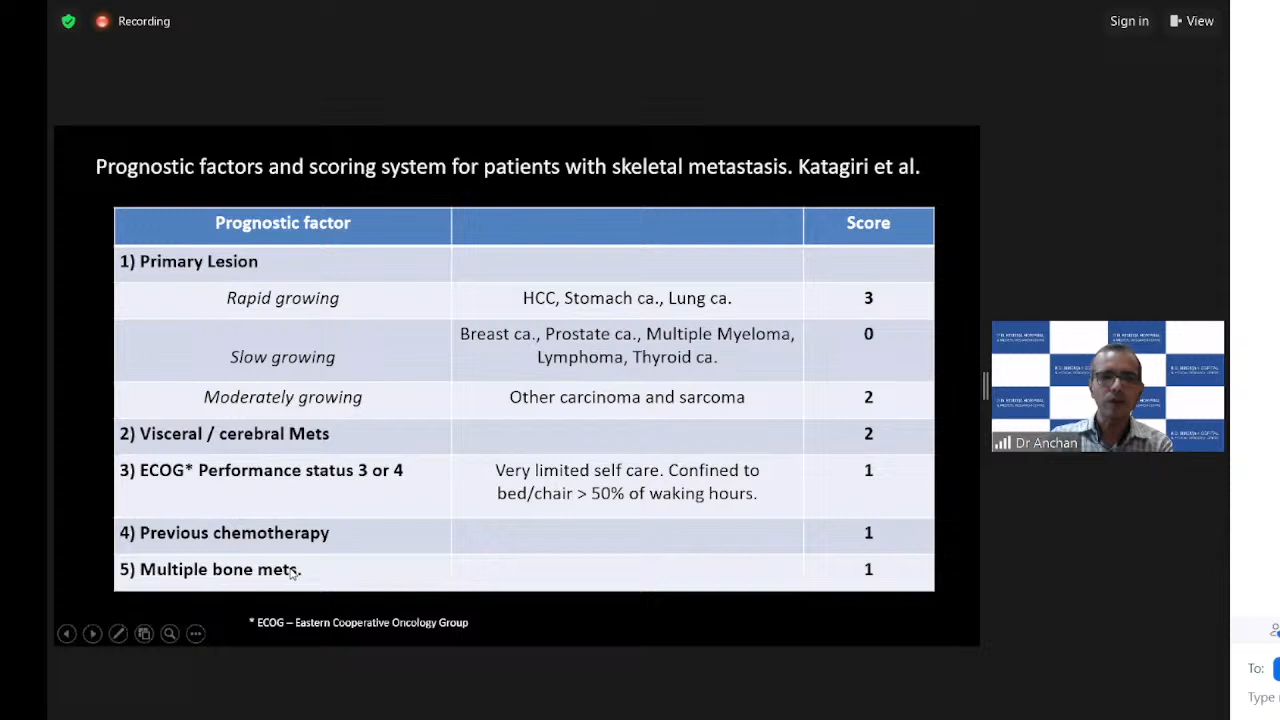 Recording
Sign in
View
Prognostic factors and scoring system for patients with skeletal metastasis. Katagiri et al.
Prognostic factor
Score
1) Primary Lesion
Rapid growing
HCC, Stomach ca., Lung ca.
3
Slow growing
Breast ca., Prostate ca., Multiple Myeloma,
Lymphoma, Thyroid ca.
0
Moderately growing
Other carcinoma and sarcoma
2
2) Visceral / cerebral Mets
2
3) ECOG* Performance status 3 or 4
Very limited self care. Confined to
bed/chair > 50% of waking hours.
1
4) Previous chemotherapy
1
5) Multiple bone mets.
1
* ECOG – Eastern Cooperative Oncology Group
Dr Anchan
To:
Type